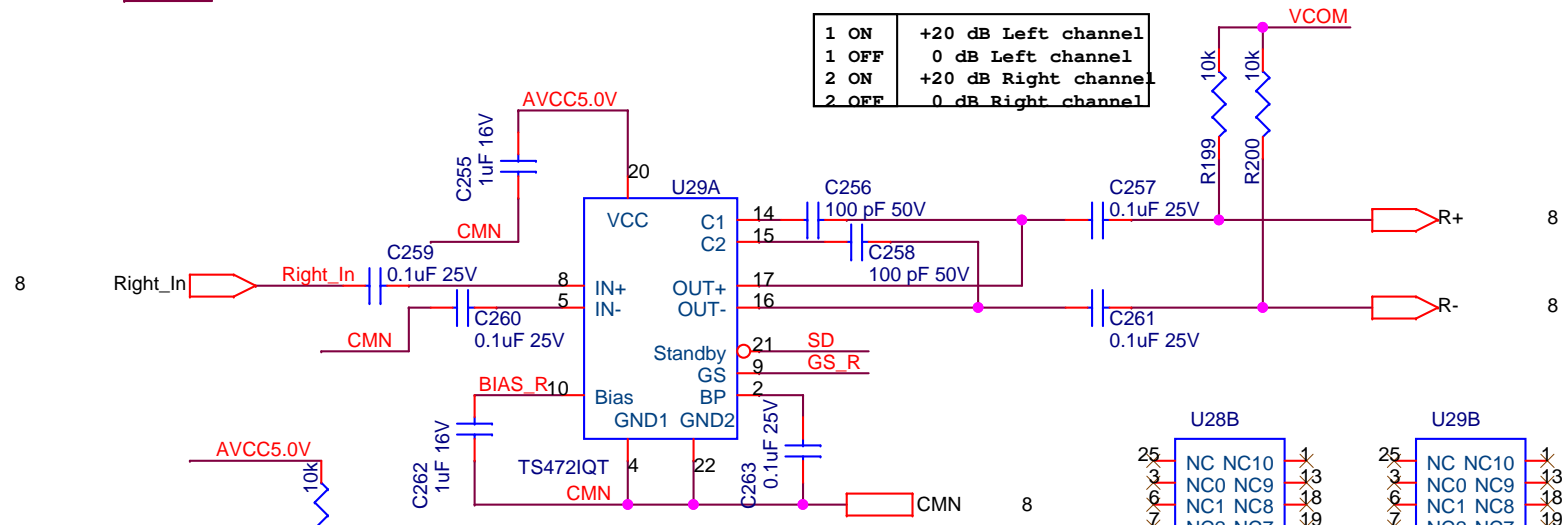 VCOM
1 ON +20 dB Left channel
1 OFF 0 dB Left channel
2 ON +20 dB Right channel
2 OFF 0 dB Right channel
10k
10k
R199
R200
AVCC5.0V
C255
1uF 16V
CMN
20
U29A
VCC
C1
C2
14
15
C256
100 pF 50V
C258
100 pF 50V
C257
0.1uF 25V
R+
8
8
Right_In
Right_In
C259
0.1uF 25V
8
IN+
5
IN-
OUT+
17
OUT-
16
C260
0.1uF 25V
CMN
C261
0.1uF 25V
R-
8
Standby
21
SD
GS
9
GS_R
BP
2
BIAS_R
10
Bias
GND1 GND2
C262
1uF 16V
TS472IQT
4
22
C263
0.1uF 25V
CMN
CMN
8
AVCC5.0V
10k
U28B
25
NC NC10
1
3
NC0 NC9
13
6
NC1 NC8
18
7
19
U29B
25
NC NC10
1
3
NC0 NC9
13
6
NC1 NC8
18
7
19